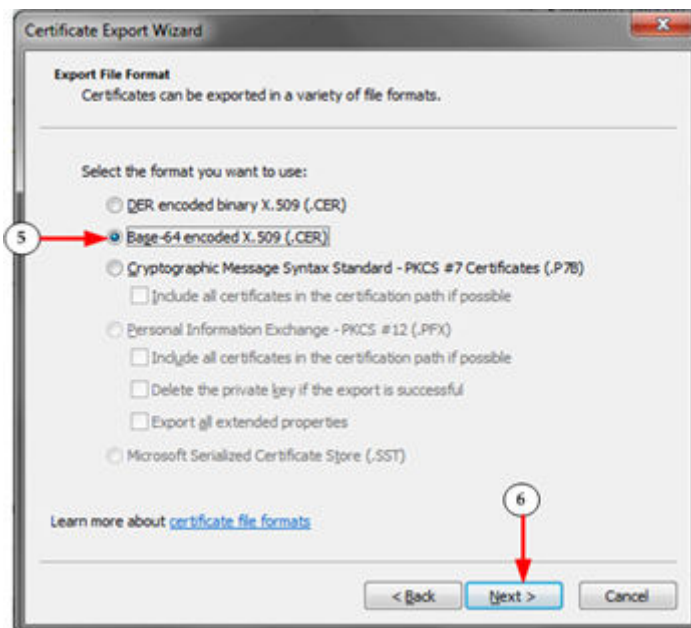 Certificate Export Wizard
Export File Format
Certificates can be exported in a variety of file formats.
Select the format you want to use:
DER encoded binary X.509 (.CER)
5
Base-64 encoded X.509 (.CER)
Cryptographic Message Syntax Standard - PKCS #7 Certificates (.P7B)
Include all certificates in the certification path if possible
Personal Information Exchange - PKCS #12 (.PFX)
Include all certificates in the certification path if possible
Delete the private key if the export is successful
Export all extended properties
Microsoft Serialized Certificate Store (.SST)
6
Learn more about certificate file formats
< Back Next > Cancel